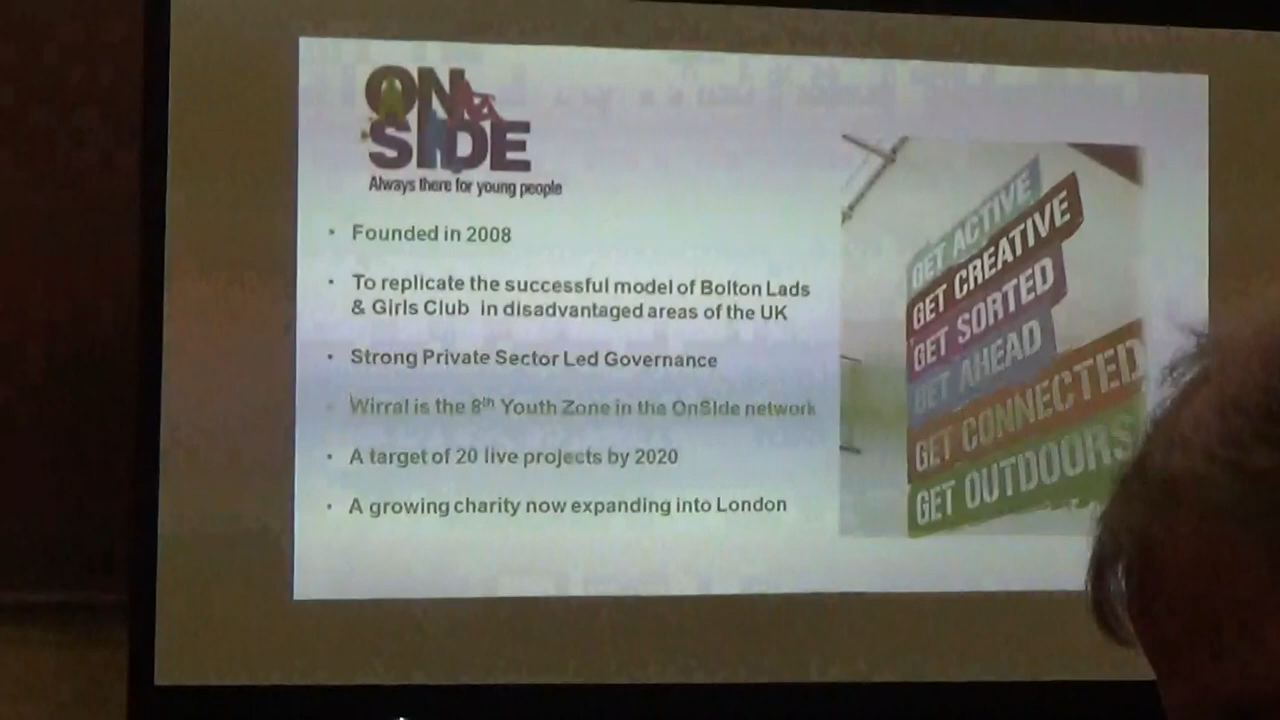 ON
SIDE
Always there for young people
• Founded in 2008
• To replicate the successful model of Bolton Lads
& Girls Club in disadvantaged areas of the UK
• Strong Private Sector Led Governance
• Wirral is the 8th Youth Zone in the OnSide network
• A target of 20 live projects by 2020
• A growing charity now expanding into London
GET ACTIVE
GET CREATIVE
GET SORTED
GET AHEAD
GET CONNECTED
GET OUTDOORS